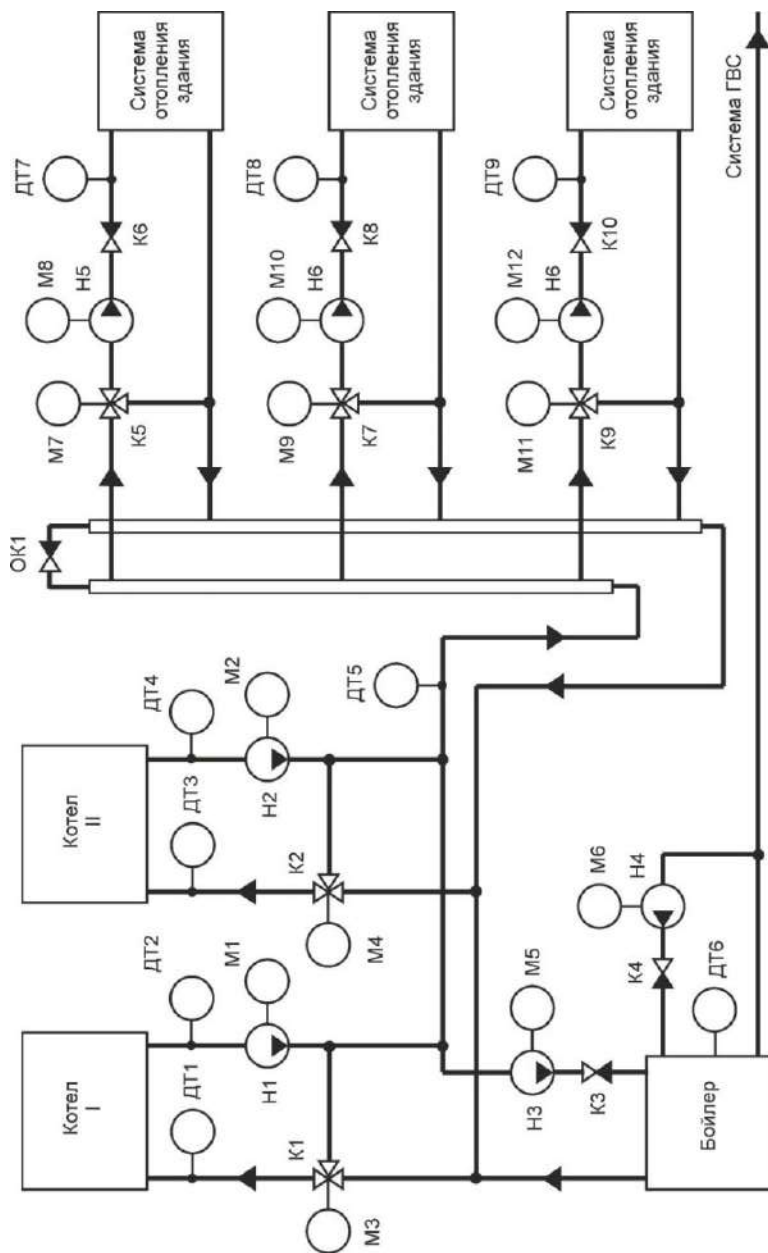 Котел
I
Котел
II
ДТ1
ДТ2
ДТ3
ДТ4
М1
М2
Н1
Н2
К1
К2
М3
М4
ДТ5
ОК1
М5
Н3
К3
М6
Н4
К4
ДТ6
Бойлер
М7
К5
М8
Н5
К6
ДТ7
Система
отопления
здания
М9
К7
М10
Н6
К8
ДТ8
Система
отопления
здания
М11
К9
М12
Н6
К10
ДТ9
Система
отопления
здания
Система ГВС